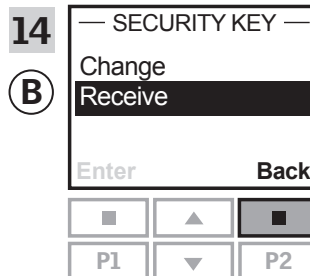 14
B
SECURITY KEY
Change
Receive
Enter Back
P1 P2